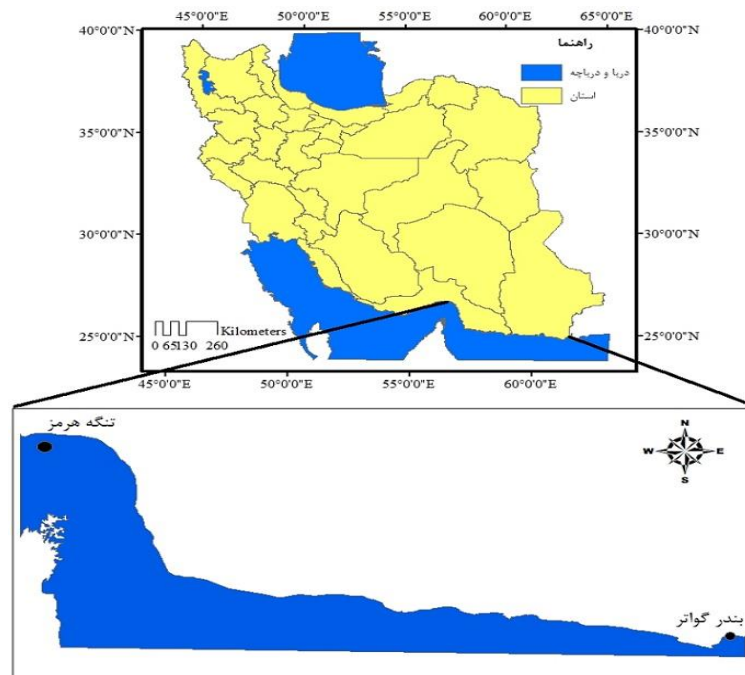 45°0'0"E 50°0'0"E 55°0'0"E 60°0'0"E 65°0'0"E
40°0'0"N 40°0'0"N
راهنما
دریا و دریاچه
استان
35°0'0"N 35°0'0"N
30°0'0"N 30°0'0"N
25°0'0"N 25°0'0"N
Kilometers
0 65 130 260
45°0'0"E 50°0'0"E 55°0'0"E 60°0'0"E
تنگه هرمز
N
W E
S
بندر گواتر